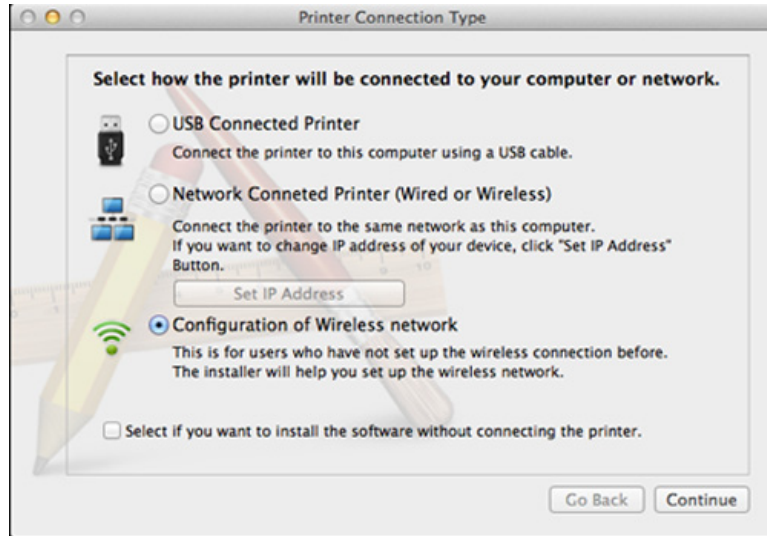 Printer Connection Type
Select how the printer will be connected to your computer or network.
USB Connected Printer
Connect the printer to this computer using a USB cable.
Network Conneted Printer (Wired or Wireless)
Connect the printer to the same network as this computer.
If you want to change IP address of your device, click "Set IP Address"
Button.
Set IP Address
Configuration of Wireless network
This is for users who have not set up the wireless connection before.
The installer will help you set up the wireless network.
Select if you want to install the software without connecting the printer.
Go Back Continue